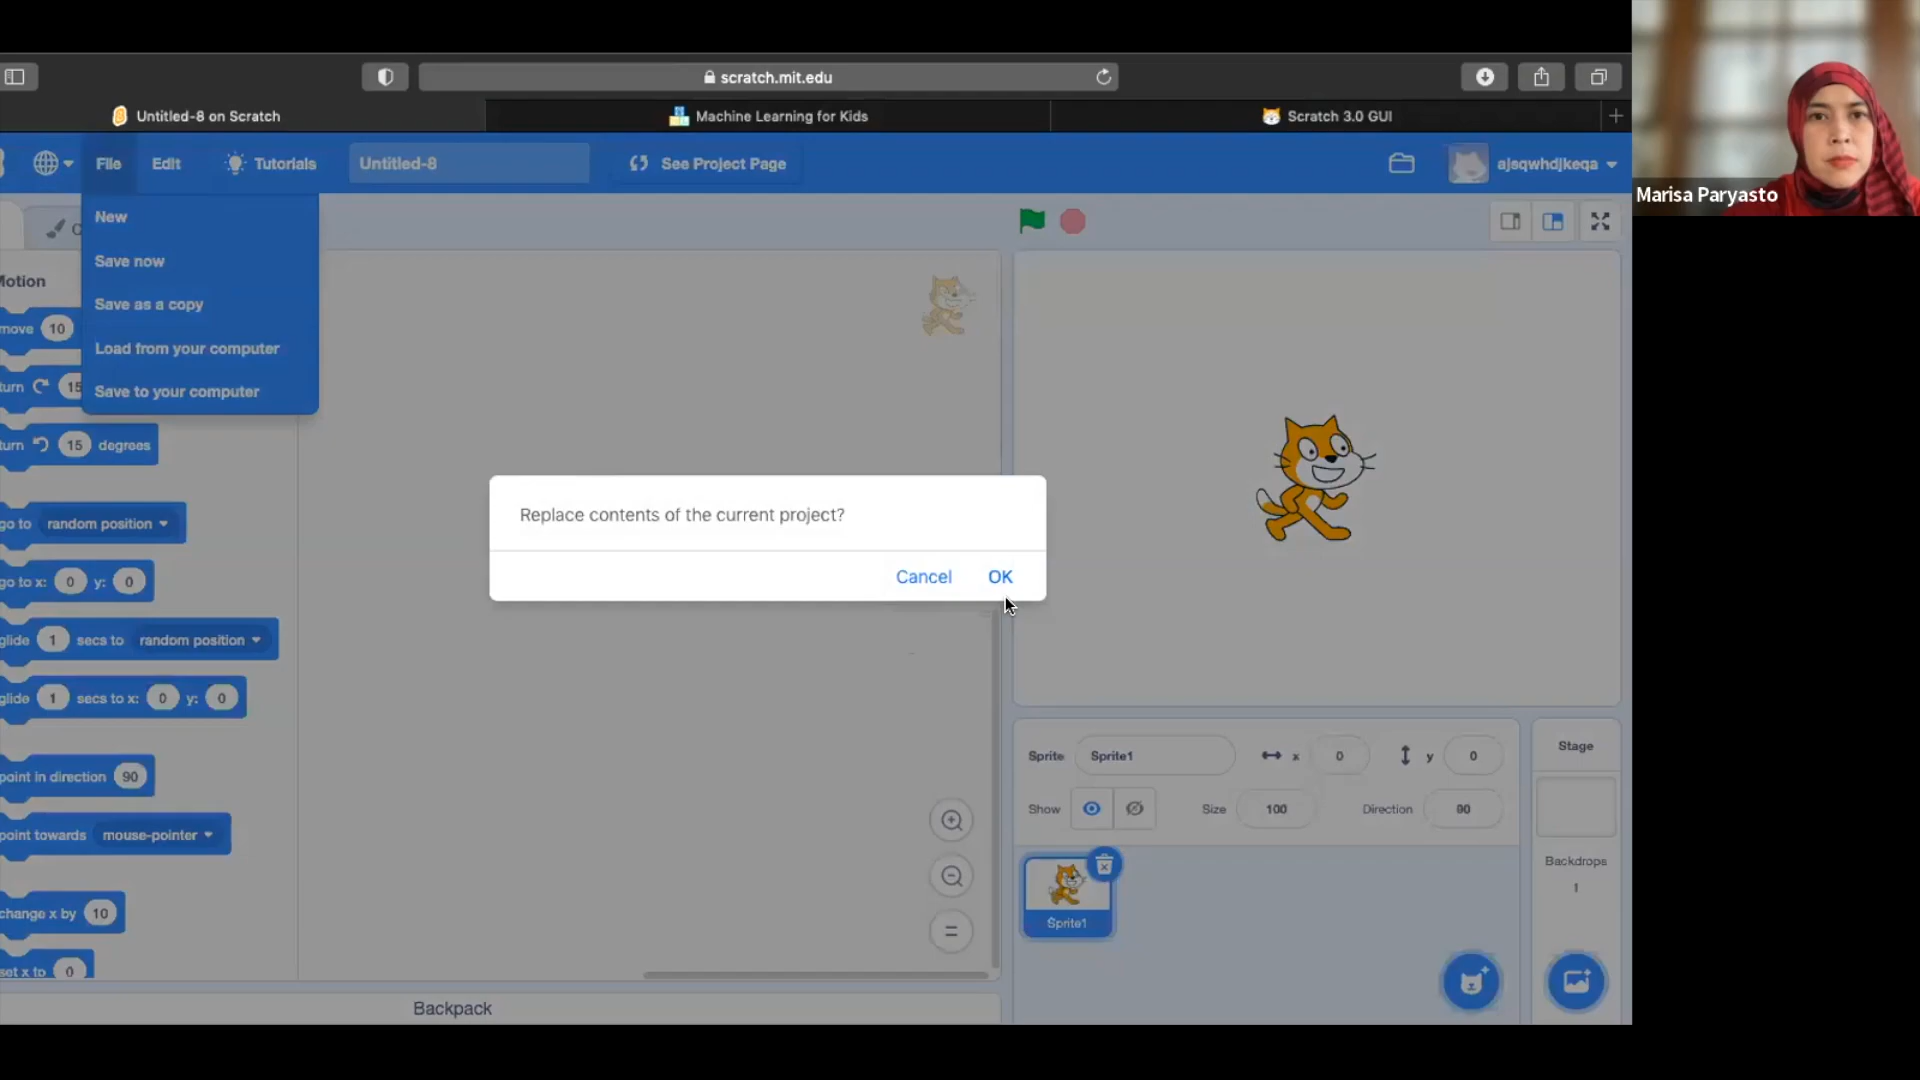 scratch.mit.edu
Untitled-8 on Scratch
Machine Learning for Kids
Scratch 3.0 GUI
File
Edit
Tutorials
Untitled-8
See Project Page
ajsqwhdjkeqa
Marisa Paryasto
New
Save now
Save as a copy
Load from your computer
Save to your computer
Motion
move 10
turn 15
turn 15 degrees
go to random position
go to x: 0 y: 0
glide 1 secs to random position
glide 1 secs to x: 0 y: 0
point in direction 90
point towards mouse-pointer
change x by 10
set x to 0
Replace contents of the current project?
Cancel OK
Sprite Sprite1 x 0 y 0
Show Size 100 Direction 90
Sprite1
Stage
Backdrops
1
Backpack